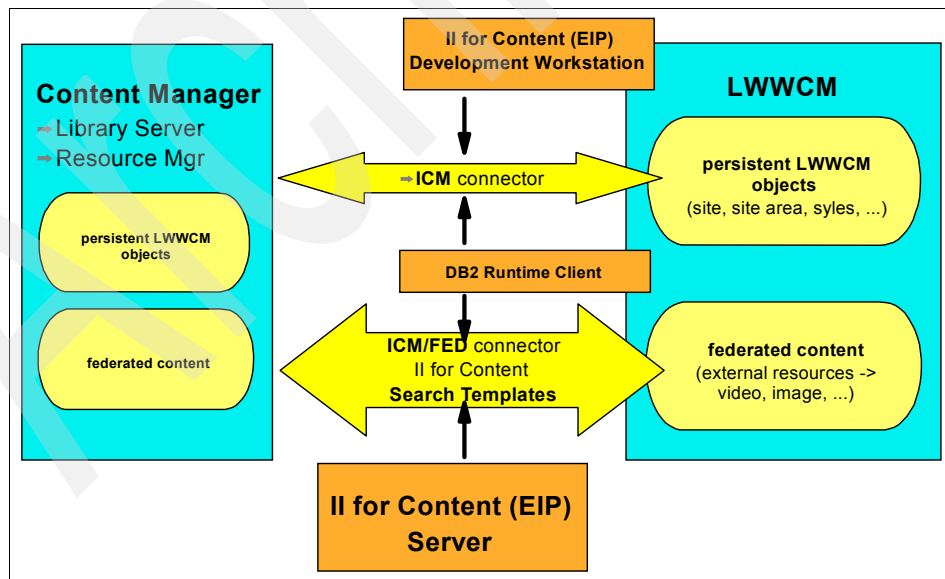 II for Content (EIP)
Development Workstation
Content Manager
⇒ Library Server
⇒ Resource Mgr
LWWCM
⇒ ICM connector
persistent LWWCM
objects
(site, site area, syles, ...)
persistent LWWCM
objects
DB2 Runtime Client
federated content
ICM/FED connector
II for Content
Search Templates
federated content
(external resources ->
video, image, ...)
II for Content (EIP)
Server